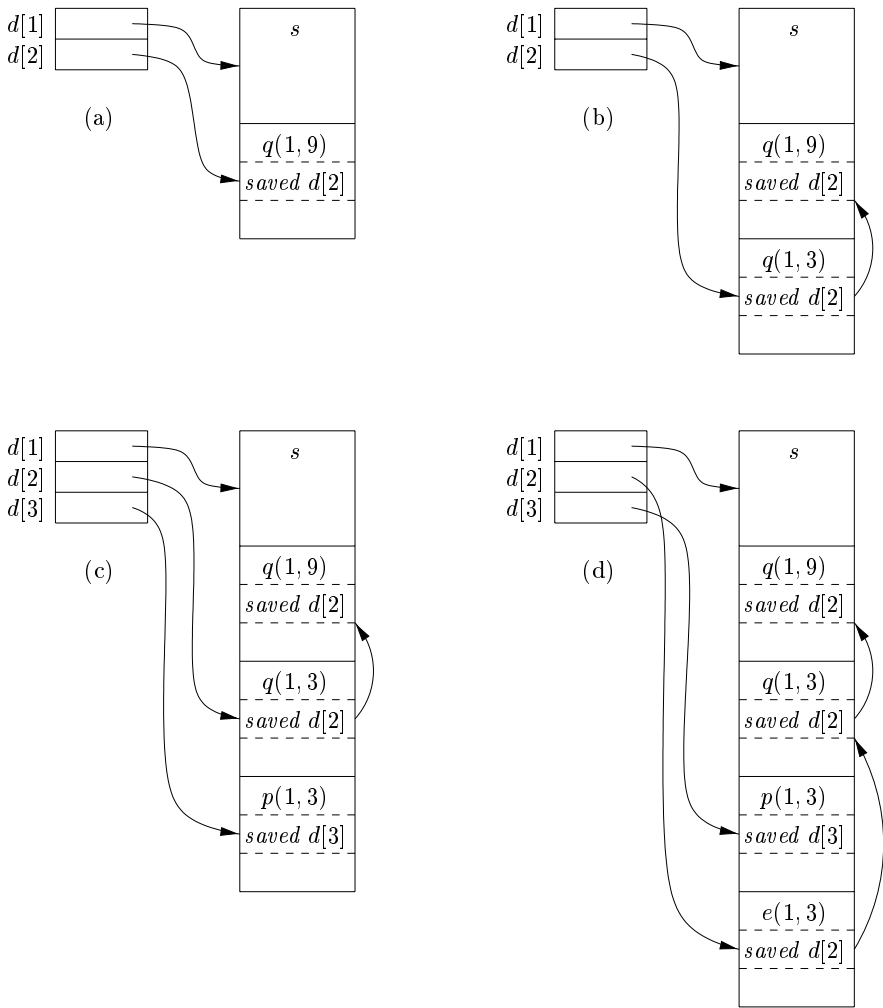 d[1]
d[2]
s
q(1, 9)
saved d[2]
(a)
d[1]
d[2]
s
q(1, 9)
saved d[2]
q(1, 3)
saved d[2]
(b)
d[1]
d[2]
d[3]
s
q(1, 9)
saved d[2]
q(1, 3)
saved d[2]
p(1, 3)
saved d[3]
(c)
d[1]
d[2]
d[3]
s
q(1, 9)
saved d[2]
q(1, 3)
saved d[2]
p(1, 3)
saved d[3]
e(1, 3)
saved d[2]
(d)